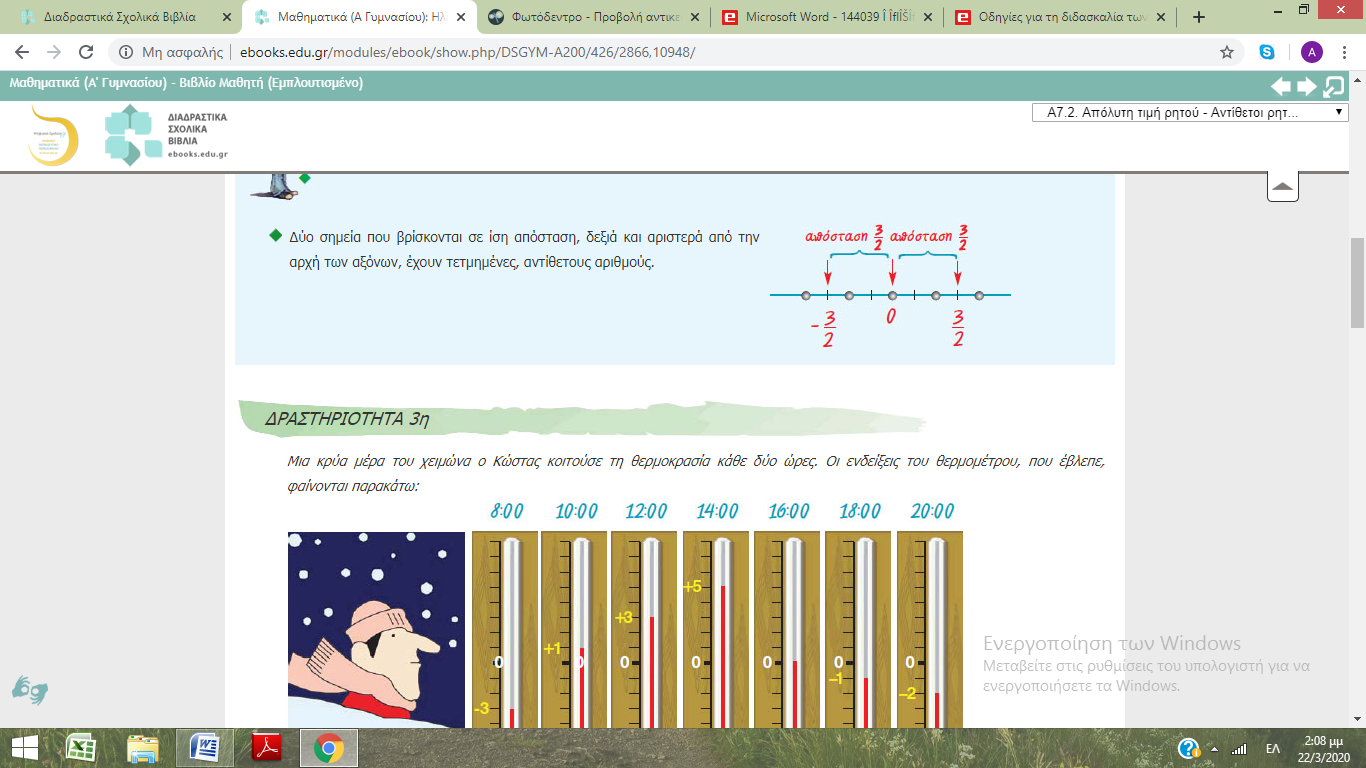 Διαδραστικά Σχολικά Βιβλία
Μαθηματικά (Α Γυμνασίου): Ηλ
Φωτόδεντρο - Προβολή αντικε
Microsoft Word - 144039
Οδηγίες για τη διδασκαλία των
Μη ασφαλής | ebooks.edu.gr/modules/ebook/show.php/DSGYM-A200/426/2866,10948/
A
Μαθηματικά (Α' Γυμνασίου) - Βιβλίο Μαθητή (Εμπλουτισμένο)
ΔΙΑΔΡΑΣΤΙΚΑ
ΣΧΟΛΙΚΑ
ΒΙΒΛΙΑ
ebooks.edu.gr
Α7.2. Απόλυτη τιμή ρητού - Αντίθετοι ρητ...
Δύο σημεία που βρίσκονται σε ίση απόσταση, δεξιά και αριστερά από την
αρχή των αξόνων, έχουν τετμημένες, αντίθετους αριθμούς.
απόσταση 3/2 απόσταση 3/2
-3/2 0 3/2
ΔΡΑΣΤΗΡΙΟΤΗΤΑ 3η
Μια κρύα μέρα του χειμώνα ο Κώστας κοιτούσε τη θερμοκρασία κάθε δύο ώρες. Οι ενδείξεις του θερμομέτρου, που έβλεπε,
φαίνονται παρακάτω:
8:00 10:00 12:00 14:00 16:00 18:00 20:00
+5
+3
+1
0 0 0 0 0 0 0
–1
–2
-3
Ενεργοποίηση των Windows
Μεταβείτε στις ρυθμίσεις του υπολογιστή για να
ενεργοποιήσετε τα Windows.
ΕΛ
2:08 μμ
22/3/2020